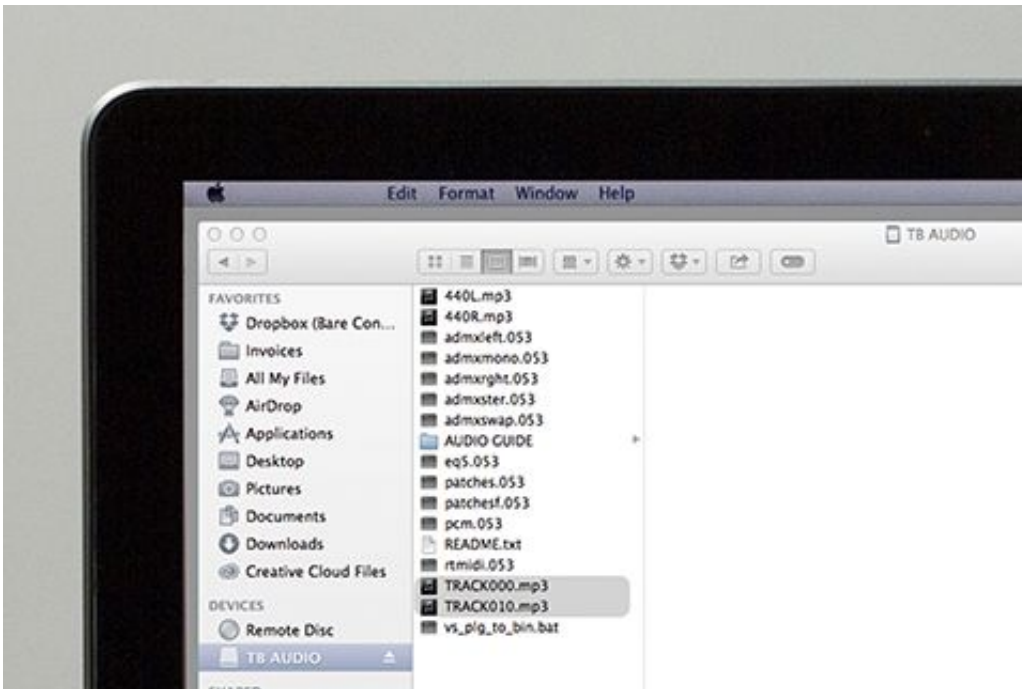 Edit Format Window Help
TB AUDIO
FAVORITES
Dropbox (Bare Con...
Invoices
All My Files
AirDrop
Applications
Desktop
Pictures
Documents
Downloads
Creative Cloud Files
DEVICES
Remote Disc
TB AUDIO
SHARED
440L.mp3
440R.mp3
admxleft.053
admxmono.053
admxrght.053
admxster.053
admxswap.053
AUDIO GUIDE
eq5.053
patches.053
patchesf.053
pcm.053
README.txt
rtmidi.053
TRACK000.mp3
TRACK010.mp3
vs_plg_to_bin.bat